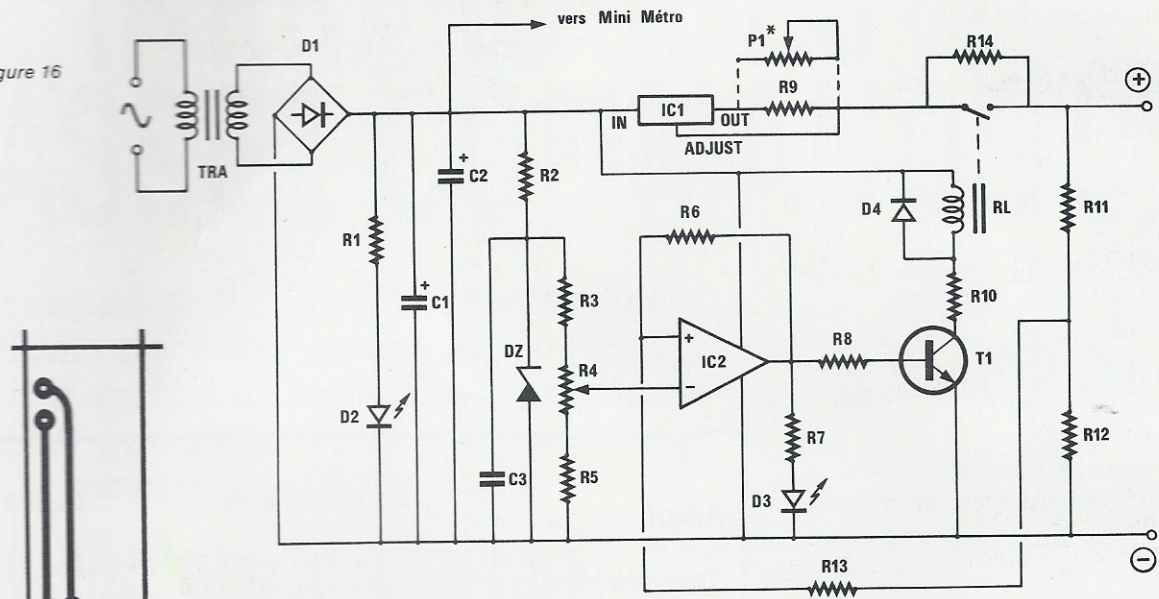 vers Mini Métro
gure 16
D1
P1*
R14
+
IC1
R9
IN
OUT
ADJUST
TRA
+
C2
R2
R6
D4
RL
R11
R1
+
C1
R3
R10
DZ
R4
+
IC2
−
R8
T1
D2
R7
R12
C3
R5
D3
−
R13